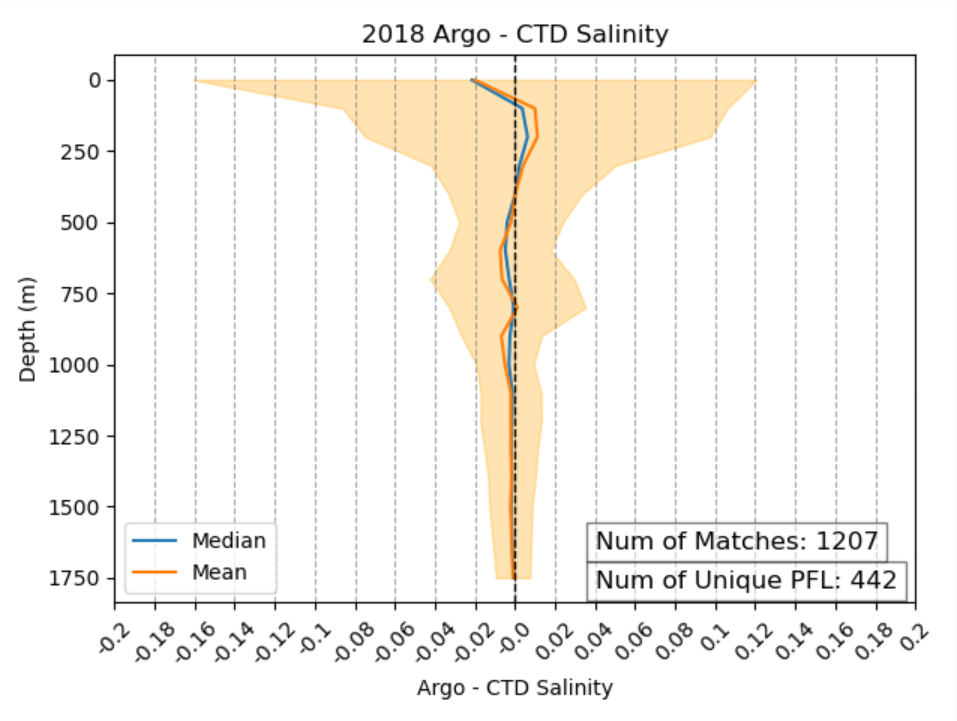 2018 Argo - CTD Salinity
Depth (m)
0
250
500
750
1000
1250
1500
1750
Median
Mean
Num of Matches: 1207
Num of Unique PFL: 442
-0.2 -0.18 -0.16 -0.14 -0.12 -0.1 -0.08 -0.06 -0.04 -0.02 -0.0 0.02 0.04 0.06 0.08 0.1 0.12 0.14 0.16 0.18 0.2
Argo - CTD Salinity